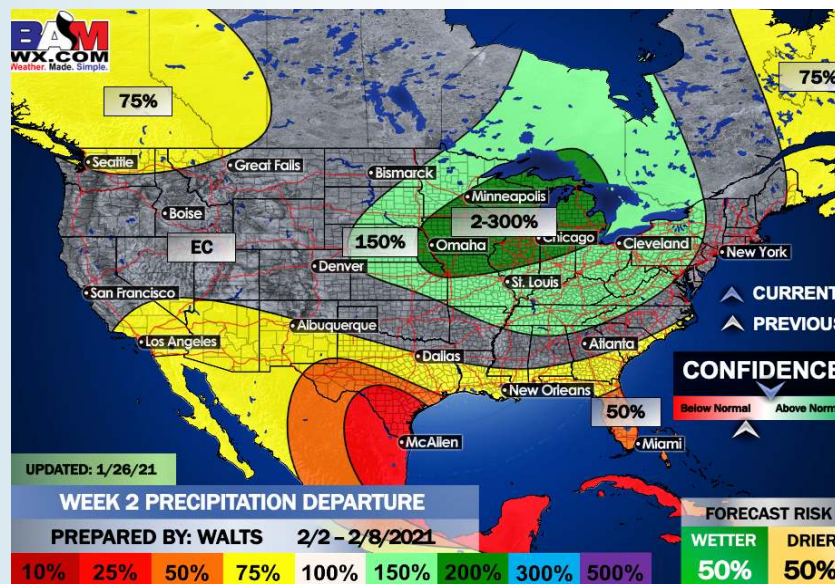 BAM
WX.COM
Weather. Made. Simple.
75%
75%
Seattle
Great Falls
Bismarck
Minneapolis
Boise
2-300%
EC
150%
Omaha
Chicago
Cleveland
New York
Denver
San Francisco
St. Louis
CURRENT
PREVIOUS
Albuquerque
Los Angeles
Atlanta
Dallas
CONFIDENCE
New Orleans
50%
Below Normal
Above Norm
McAllen
Miami
UPDATED: 1/26/21
WEEK 2 PRECIPITATION DEPARTURE
PREPARED BY: WALTS 2/2 – 2/8/2021
FORECAST RISK
WETTER
DRIER
50%
50%
10% 25% 50% 75% 100% 150% 200% 300% 500%